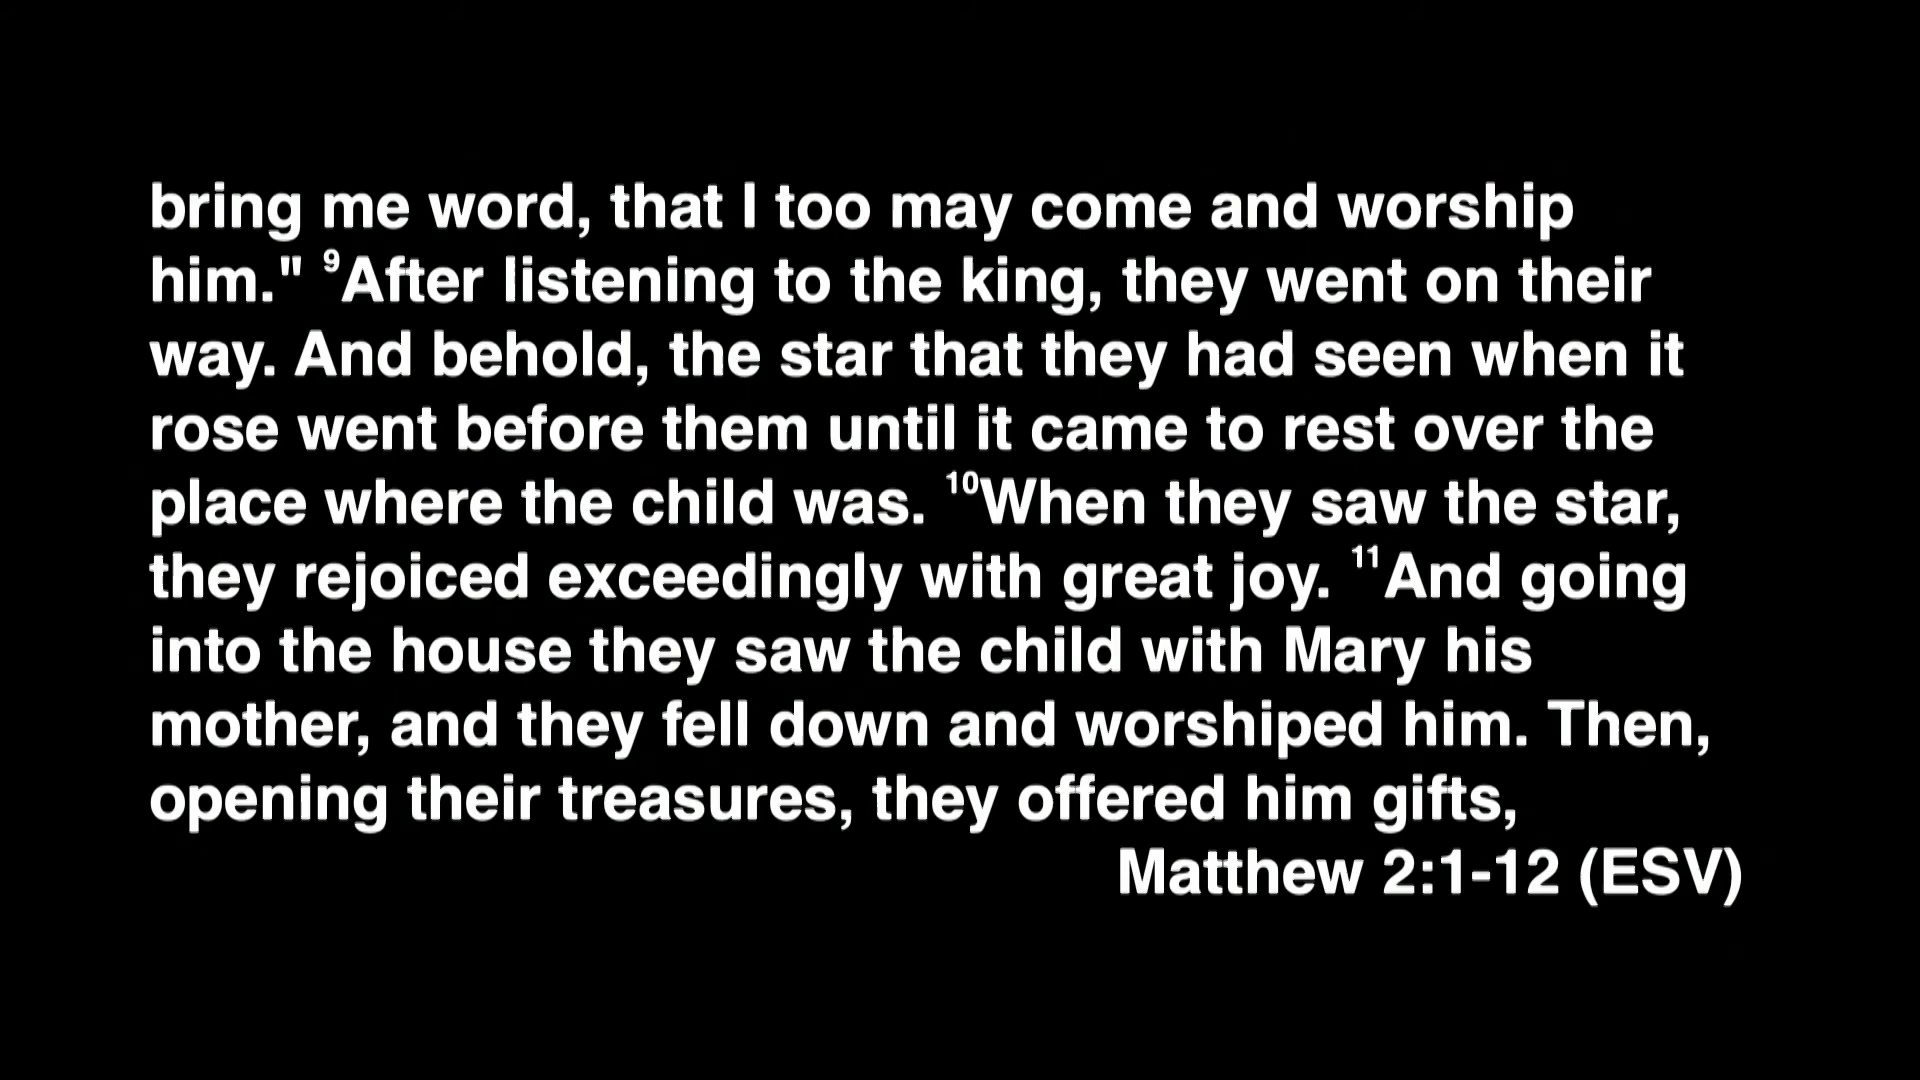 bring me word, that I too may come and worship
him." ⁹After listening to the king, they went on their
way. And behold, the star that they had seen when it
rose went before them until it came to rest over the
place where the child was. ¹⁰When they saw the star,
they rejoiced exceedingly with great joy. ¹¹And going
into the house they saw the child with Mary his
mother, and they fell down and worshiped him. Then,
opening their treasures, they offered him gifts,
Matthew 2:1-12 (ESV)